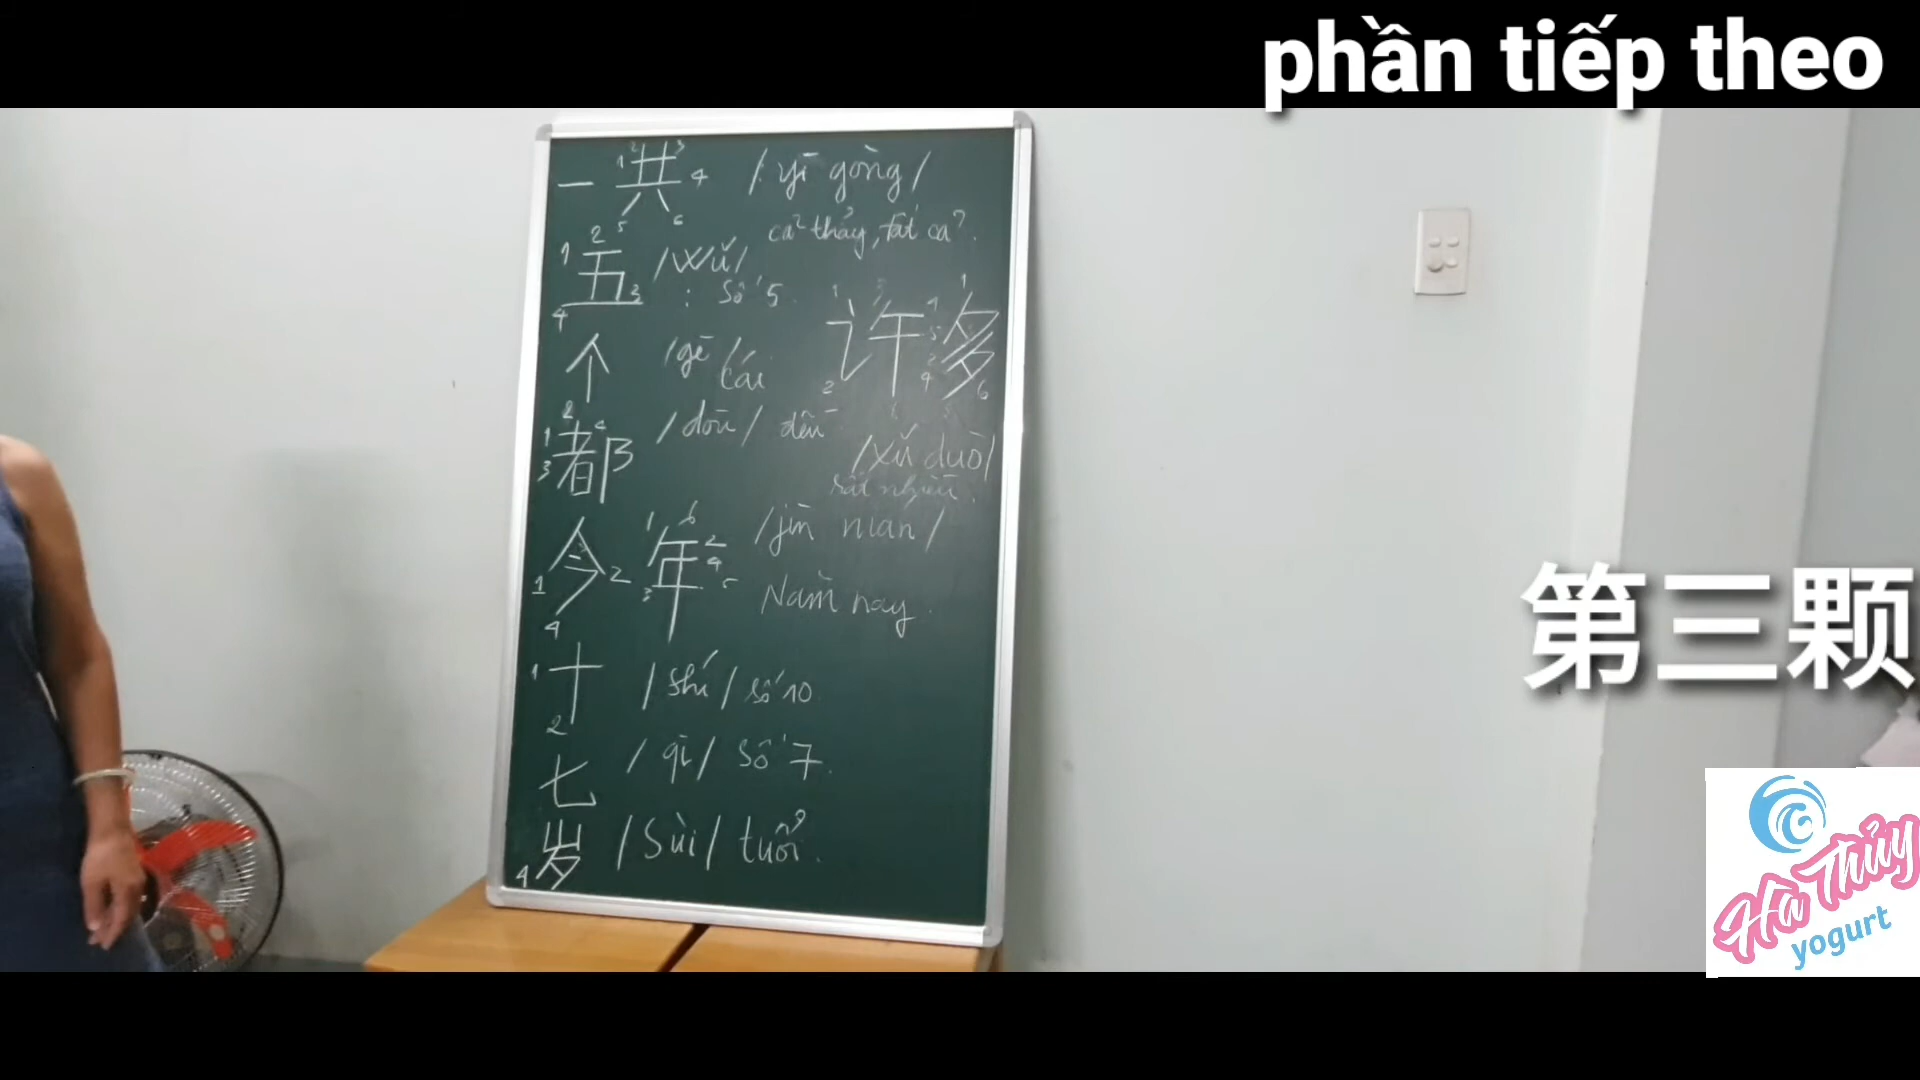 phần tiếp theo
一共 /yī gòng/
cả thảy, tất cả.
五 /wǔ/
: số 5.
个 /gē/
cái
许多
都 /dōu/ đều
/xǔ duō/
rất nhiều.
今年 /jīn nian/
Năm nay.
十 /shí/ số 10
七 /qī/ số 7.
岁 /Sùi/ tuổi.
第三颗
Hà Thủy
yogurt